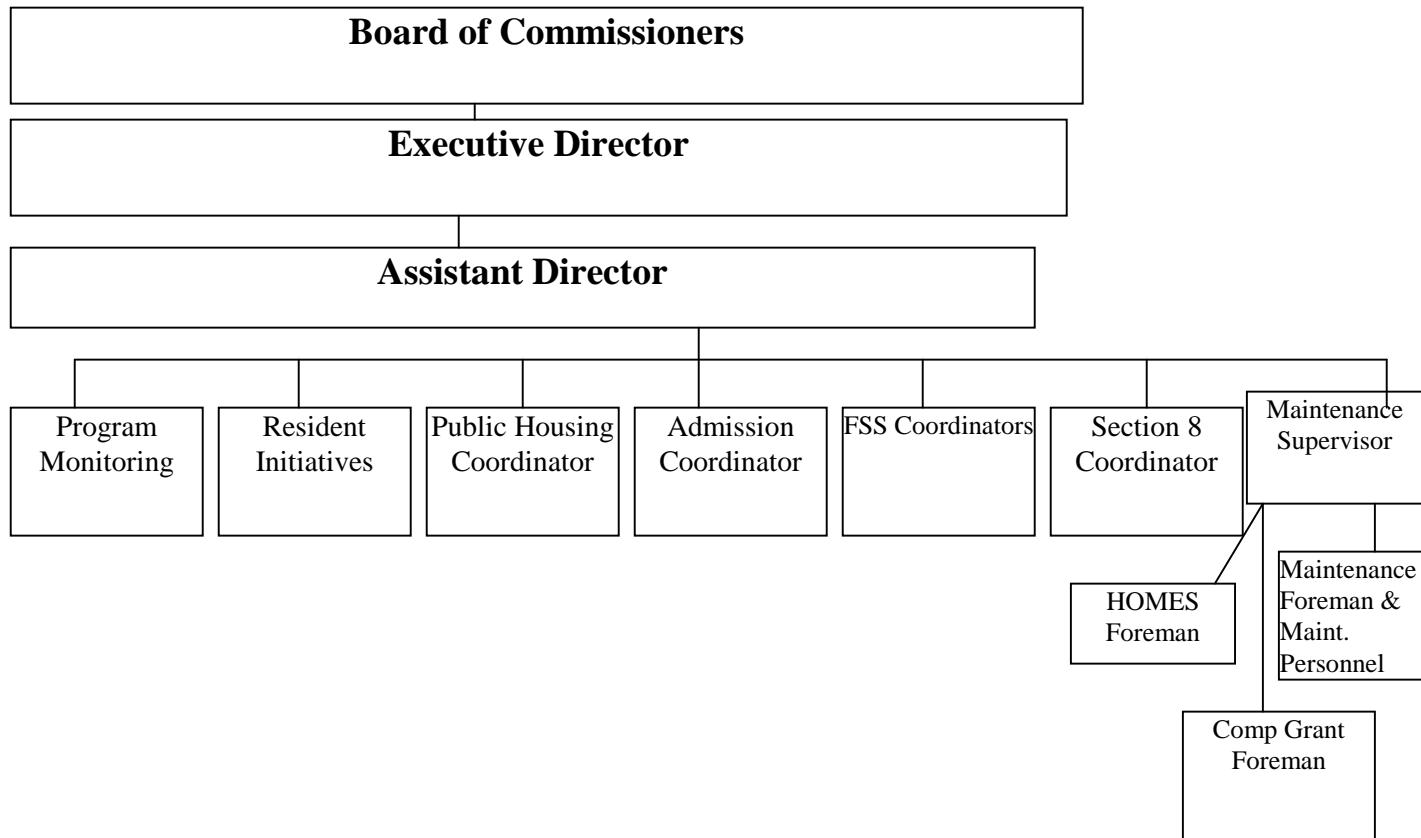 Board of Commissioners
Executive Director
Assistant Director
Program
Monitoring
Resident
Initiatives
Public Housing
Coordinator
Admission
Coordinator
FSS Coordinators
Section 8
Coordinator
Maintenance
Supervisor
HOMES
Foreman
Maintenance
Foreman &
Maint.
Personnel
Comp Grant
Foreman